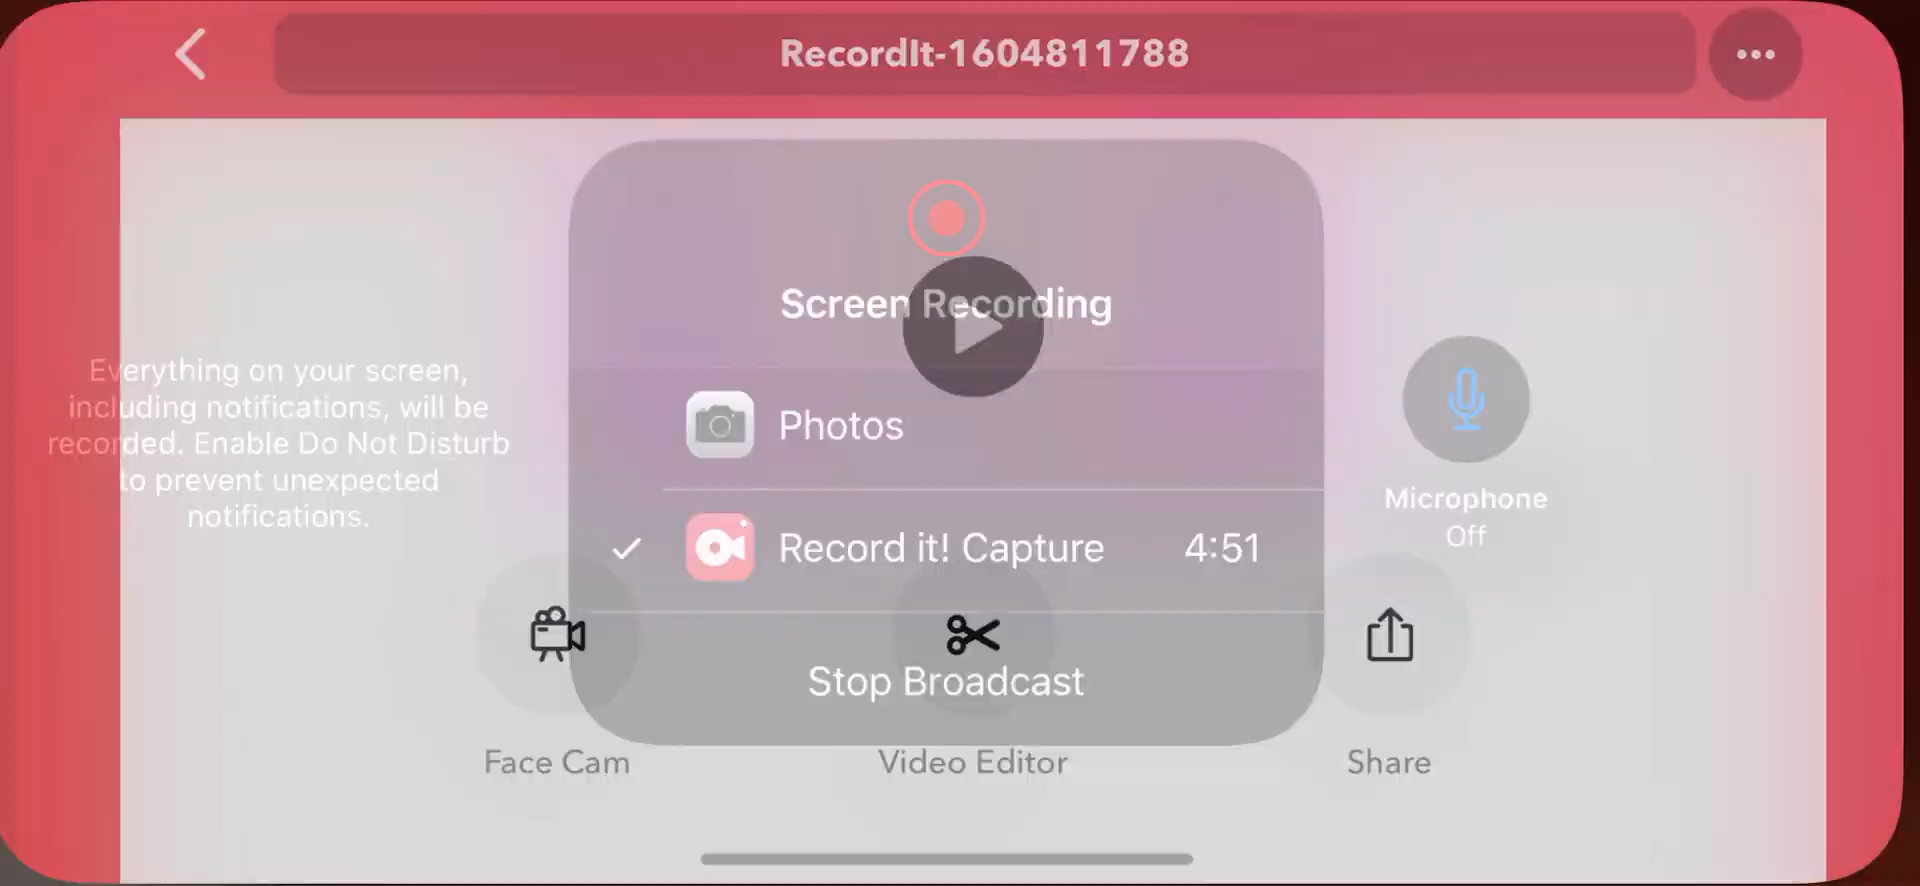 RecordIt-1604811788
Screen Recording
Everything on your screen,
including notifications, will be
recorded. Enable Do Not Disturb
to prevent unexpected
notifications.
Photos
Record it! Capture 4:51
Microphone
Off
Stop Broadcast
Face Cam
Video Editor
Share